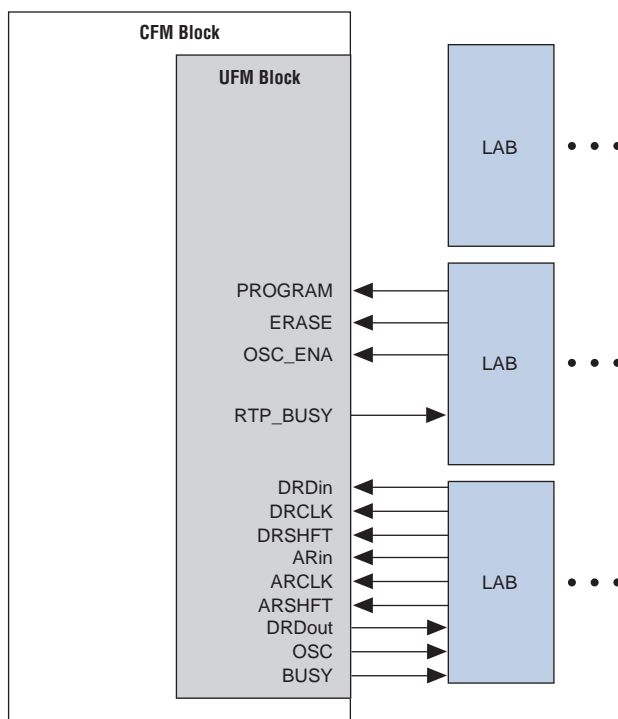 CFM Block
UFM Block
LAB
PROGRAM
ERASE
OSC_ENA
LAB
RTP_BUSY
DRDin
DRCLK
DRSHFT
ARin
ARCLK
LAB
ARSHFT
DRDout
OSC
BUSY